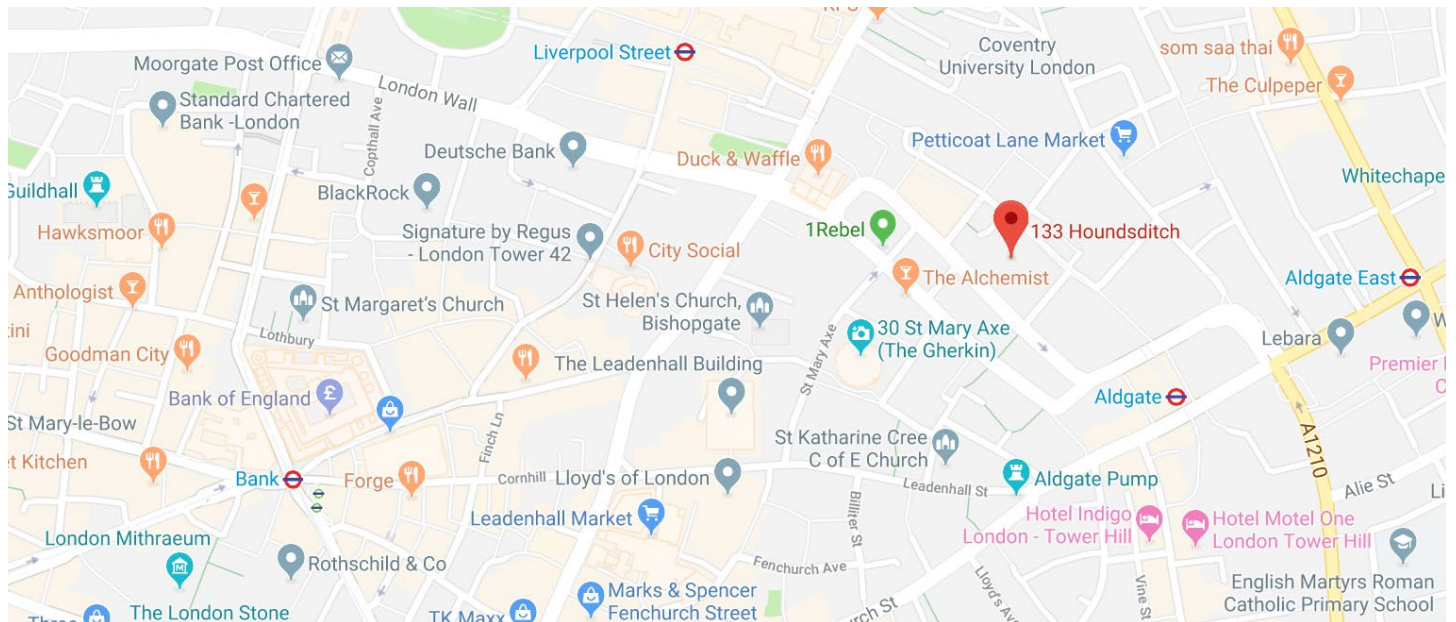 Moorgate Post Office
Liverpool Street
Coventry
University London
som saa thai
The Culpeper
London Wall
Standard Chartered
Bank -London
Copthall Ave
Deutsche Bank
Duck & Waffle
Petticoat Lane Market
Guildhall
BlackRock
Whitechape
Hawksmoor
Signature by Regus
- London Tower 42
City Social
1Rebel
133 Houndsditch
Anthologist
St Margaret's Church
St Helen's Church,
Bishopgate
The Alchemist
Aldgate East
tini
Lothbury
30 St Mary Axe
(The Gherkin)
Lebara
W
Goodman City
The Leadenhall Building
St Mary Axe
Premier
Bank of England
Aldgate
St Mary-le-Bow
Finch Ln
St Katharine Cree
C of E Church
A1210
et Kitchen
Bank
Forge
Cornhill
Lloyd's of London
Leadenhall St
Aldgate Pump
Alie St
Li
Leadenhall Market
Billiter St
Hotel Indigo
London - Tower Hill
Hotel Motel One
London Tower Hill
London Mithraeum
Rothschild & Co
Fenchurch Ave
Lloyd's Ave
Vine St
English Martyrs Roman
Catholic Primary School
The London Stone
TK Maxx
Marks & Spencer
Fenchurch Street
rch St